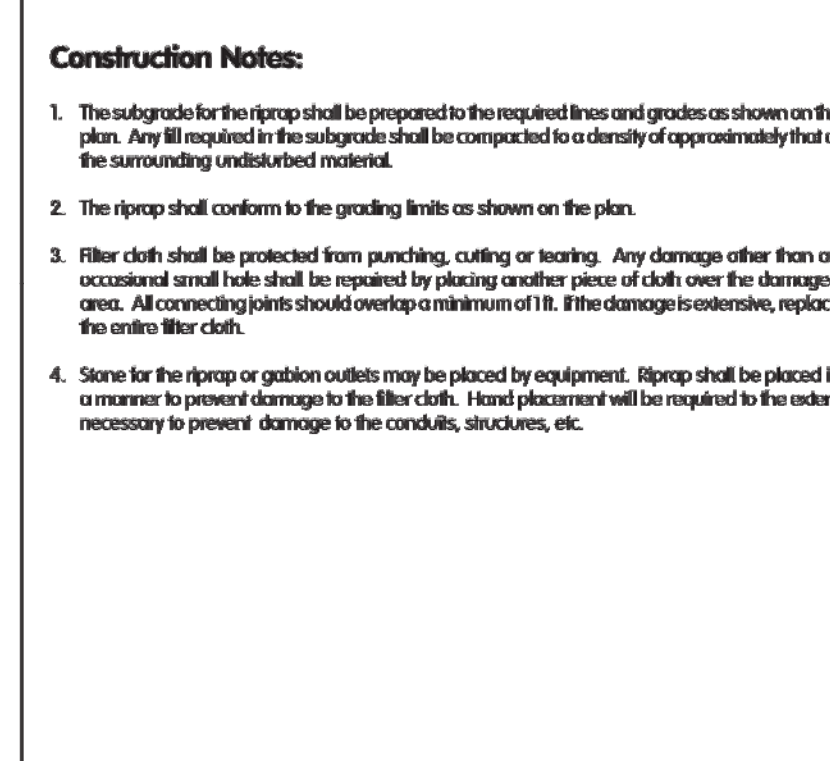 Construction Notes:
1. The subgrade for the riprap shall be prepared to the required lines and grades as shown on th
plan. Any fill required in the subgrade shall be compacted to a density of approximately that o
the surrounding undisturbed material.
2. The riprap shall conform to the grading limits as shown on the plan.
3. Filter cloth shall be protected from punching, cutting or tearing. Any damage other than a
occasional small hole shall be repaired by placing another piece of cloth over the damage
area. All connecting joints should overlap a minimum of 1 ft. If the damage is extensive, replac
the entire filter cloth.
4. Stone for the riprap or gabion outlets may be placed by equipment. Riprap shall be placed i
a manner to prevent damage to the filter cloth. Hand placement will be required to the exter
necessary to prevent damage to the conduits, structures, etc.